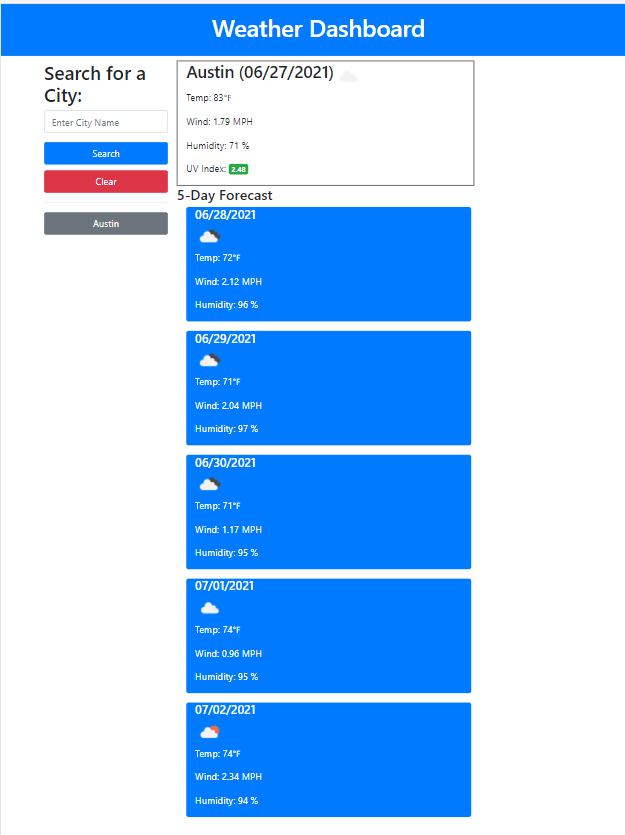 Weather Dashboard
Search for a
City:
Enter City Name
Search
Clear
Austin
Austin (06/27/2021)
Temp: 83°F
Wind: 1.79 MPH
Humidity: 71 %
UV Index: 2.48
5-Day Forecast
06/28/2021
Temp: 72°F
Wind: 2.12 MPH
Humidity: 96 %
06/29/2021
Temp: 71°F
Wind: 2.04 MPH
Humidity: 97 %
06/30/2021
Temp: 71°F
Wind: 1.17 MPH
Humidity: 95 %
07/01/2021
Temp: 74°F
Wind: 0.96 MPH
Humidity: 95 %
07/02/2021
Temp: 74°F
Wind: 2.34 MPH
Humidity: 94 %